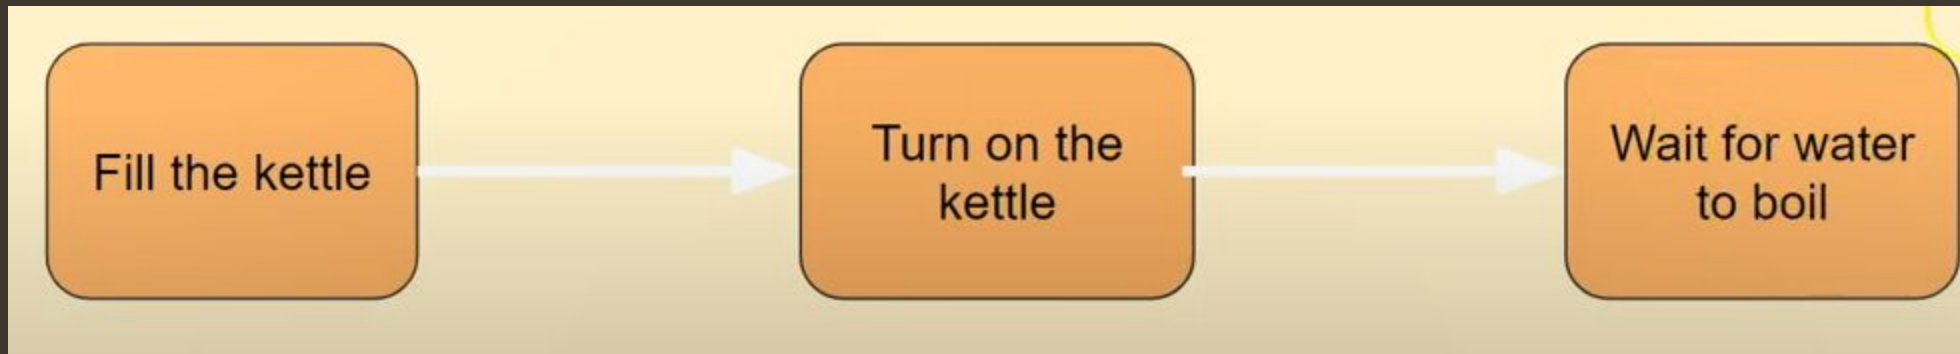 Fill the kettle
Turn on the
kettle
Wait for water
to boil